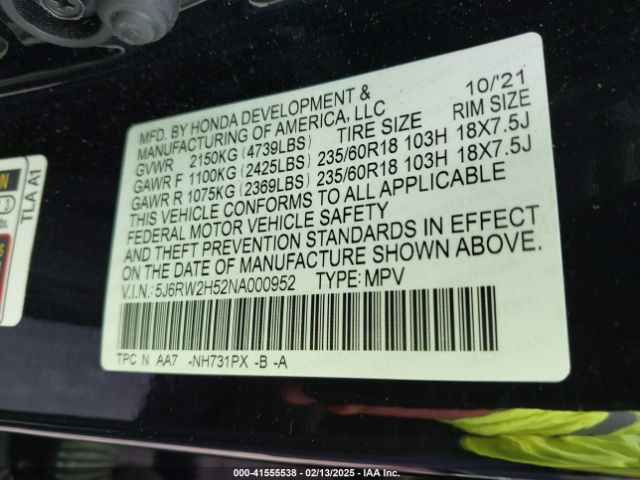 MFD. BY HONDA DEVELOPMENT & 10/'21
MANUFACTURING OF AMERICA, LLC
GVWR 2150KG (4739LBS) TIRE SIZE RIM SIZE
GAWR F 1100KG (2425LBS) 235/60R18 103H 18X7.5J
GAWR R 1075KG (2369LBS) 235/60R18 103H 18X7.5J
THIS VEHICLE CONFORMS TO ALL APPLICABLE
FEDERAL MOTOR VEHICLE SAFETY
AND THEFT PREVENTION STANDARDS IN EFFECT
ON THE DATE OF MANUFACTURE SHOWN ABOVE.
V.I.N.: 5J6RW2H52NA000952 TYPE: MPV
TPC N AA7 -NH731PX -B -A
TLA A1
000-41555538 - 02/13/2025 - IAA Inc.